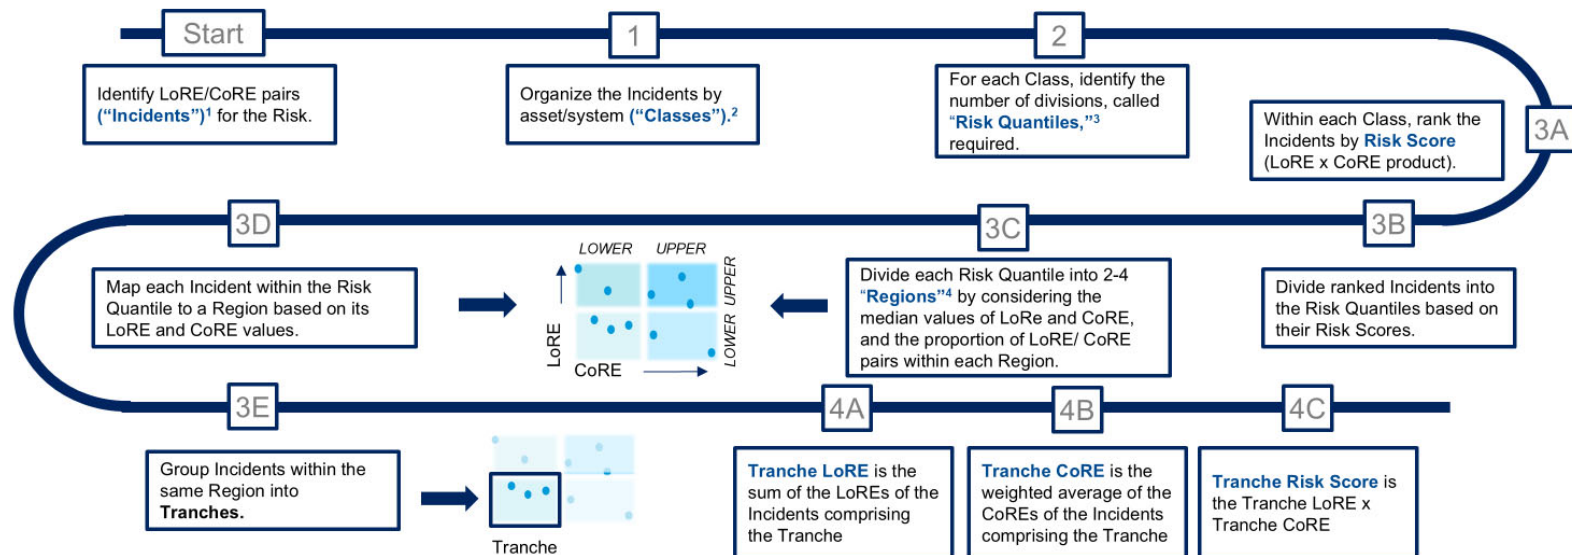 Start
1
2
Identify LoRE/CoRE pairs
(“Incidents”)1 for the Risk.
Organize the Incidents by
asset/system (“Classes”).2
For each Class, identify the
number of divisions, called
“Risk Quantiles,”3
required.
3A
Within each Class, rank the
Incidents by Risk Score
(LoRE x CoRE product).
3B
Divide ranked Incidents into
the Risk Quantiles based on
their Risk Scores.
3C
Divide each Risk Quantile into 2-4
“Regions”4 by considering the
median values of LoRe and CoRE,
and the proportion of LoRE/ CoRE
pairs within each Region.
LOWER UPPER
UPPER
LOWER
LoRE
CoRE
3D
Map each Incident within the Risk
Quantile to a Region based on its
LoRE and CoRE values.
3E
Group Incidents within the
same Region into
Tranches.
Tranche
4A
Tranche LoRE is the
sum of the LoREs of the
Incidents comprising
the Tranche
4B
Tranche CoRE is the
weighted average of the
CoREs of the Incidents
comprising the Tranche
4C
Tranche Risk Score is
the Tranche LoRE x
Tranche CoRE